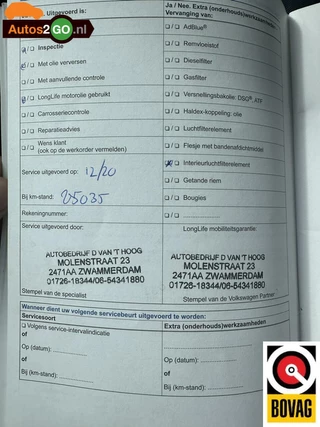 Autos2GO.nl
Uitgevoerd is:
Ja / Nee. Extra (onderhouds)werkzaamheden
Vervanging van:
Inspectie
Met olie verversen
Met aanvullende controle
LongLife motorolie gebruikt
Carrosseriecontrole
Reparatieadvies
Wens klant
(ook op de werkorder vermelden)
AdBlue®
Remvloeistof
Dieselfilter
Gasfilter
Versnellingsbakolie: DSG®, ATF
Haldex-koppeling: olie
Luchtfilterelement
Flesje met bandenafdichtmiddel
Interieurluchtfilterelement
Getande riem
Bougies
Service uitgevoerd op: 12/20
Bij km-stand: 85035
Rekeningnummer:
Service uitgevoerd door:
LongLife mobiliteitsgarantie:
AUTOBEDRIJF D VAN 'T HOOG
MOLENSTRAAT 23
2471AA ZWAMMERDAM
01726-18344/06-54341880
Stempel van de specialist
AUTOBEDRIJF D VAN 'T HOOG
MOLENSTRAAT 23
2471AA ZWAMMERDAM
01726-18344/06-54341880
Stempel van de Volkswagen Partner
Wanneer dient uw volgende servicebeurt uitgevoerd te worden:
Servicesoort
Extra (onderhouds)werkzaamheden
Volgens service-intervalindicatie
of
Op (datum):
of
Bij (km-stand):
Op (datum):
of
Bij (km-stand):
BOVAG